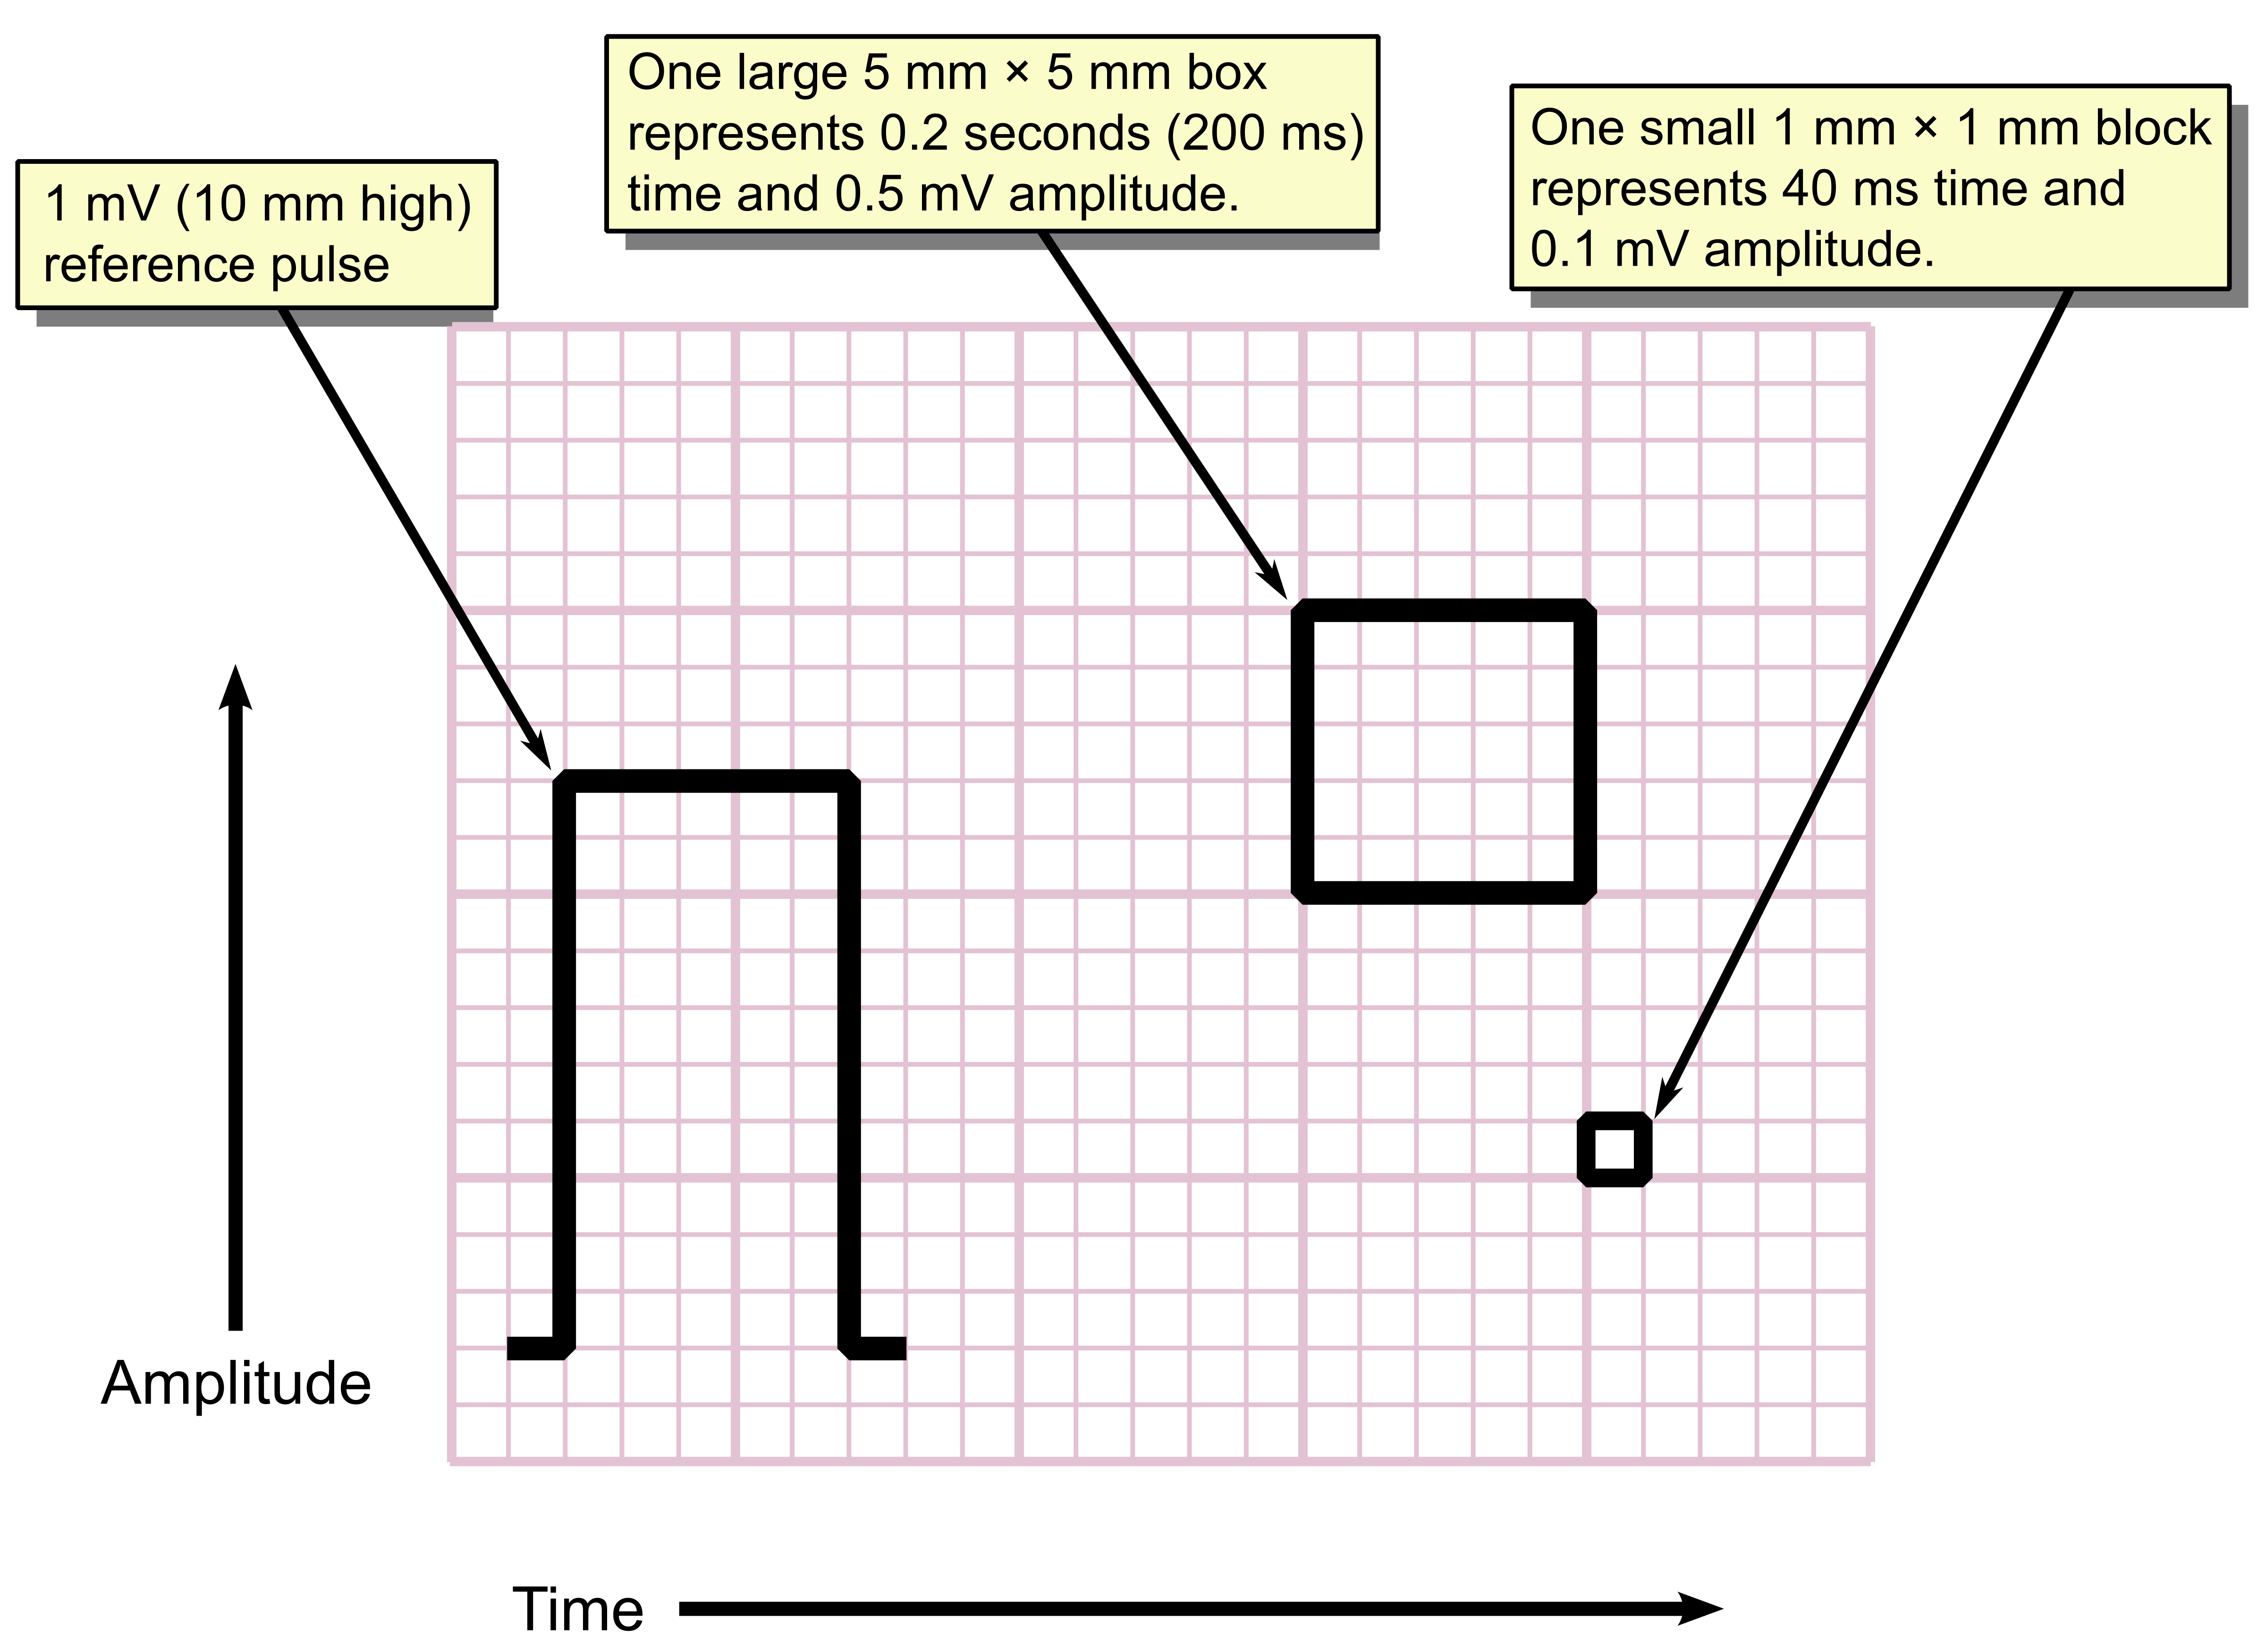 1 mV (10 mm high)
reference pulse
One large 5 mm × 5 mm box
represents 0.2 seconds (200 ms)
time and 0.5 mV amplitude.
One small 1 mm × 1 mm block
represents 40 ms time and
0.1 mV amplitude.
Amplitude
Time